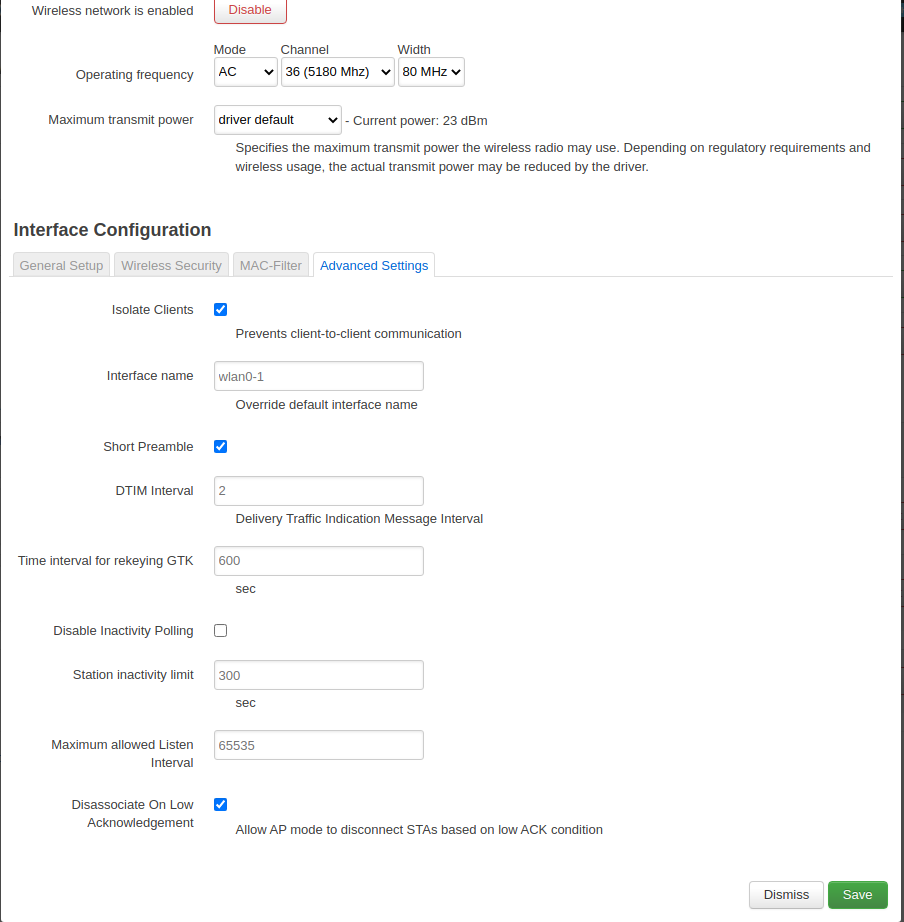 Wireless network is enabled Disable
Mode Channel Width
Operating frequency AC 36 (5180 Mhz) 80 MHz
Maximum transmit power driver default - Current power: 23 dBm
Specifies the maximum transmit power the wireless radio may use. Depending on regulatory requirements and
wireless usage, the actual transmit power may be reduced by the driver.
Interface Configuration
General Setup Wireless Security MAC-Filter Advanced Settings
Isolate Clients
Prevents client-to-client communication
Interface name wlan0-1
Override default interface name
Short Preamble
DTIM Interval 2
Delivery Traffic Indication Message Interval
Time interval for rekeying GTK 600
sec
Disable Inactivity Polling
Station inactivity limit 300
sec
Maximum allowed Listen 65535
Interval
Disassociate On Low
Acknowledgement
Allow AP mode to disconnect STAs based on low ACK condition
Dismiss Save